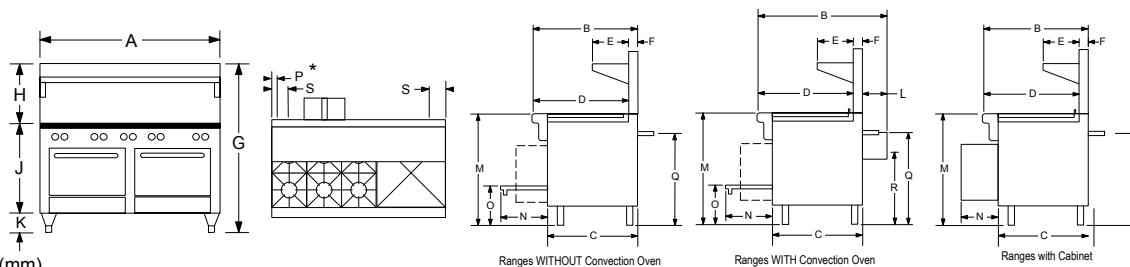 A
H
J
K
G
P *
S
S
(mm)
B
E
F
D
M
O
N
Q
C
Ranges WITHOUT Convection Oven
B
E
F
D
L
M
O
N
R
Q
C
Ranges WITH Convection Oven
B
E
F
D
M
N
C
Ranges with Cabinet